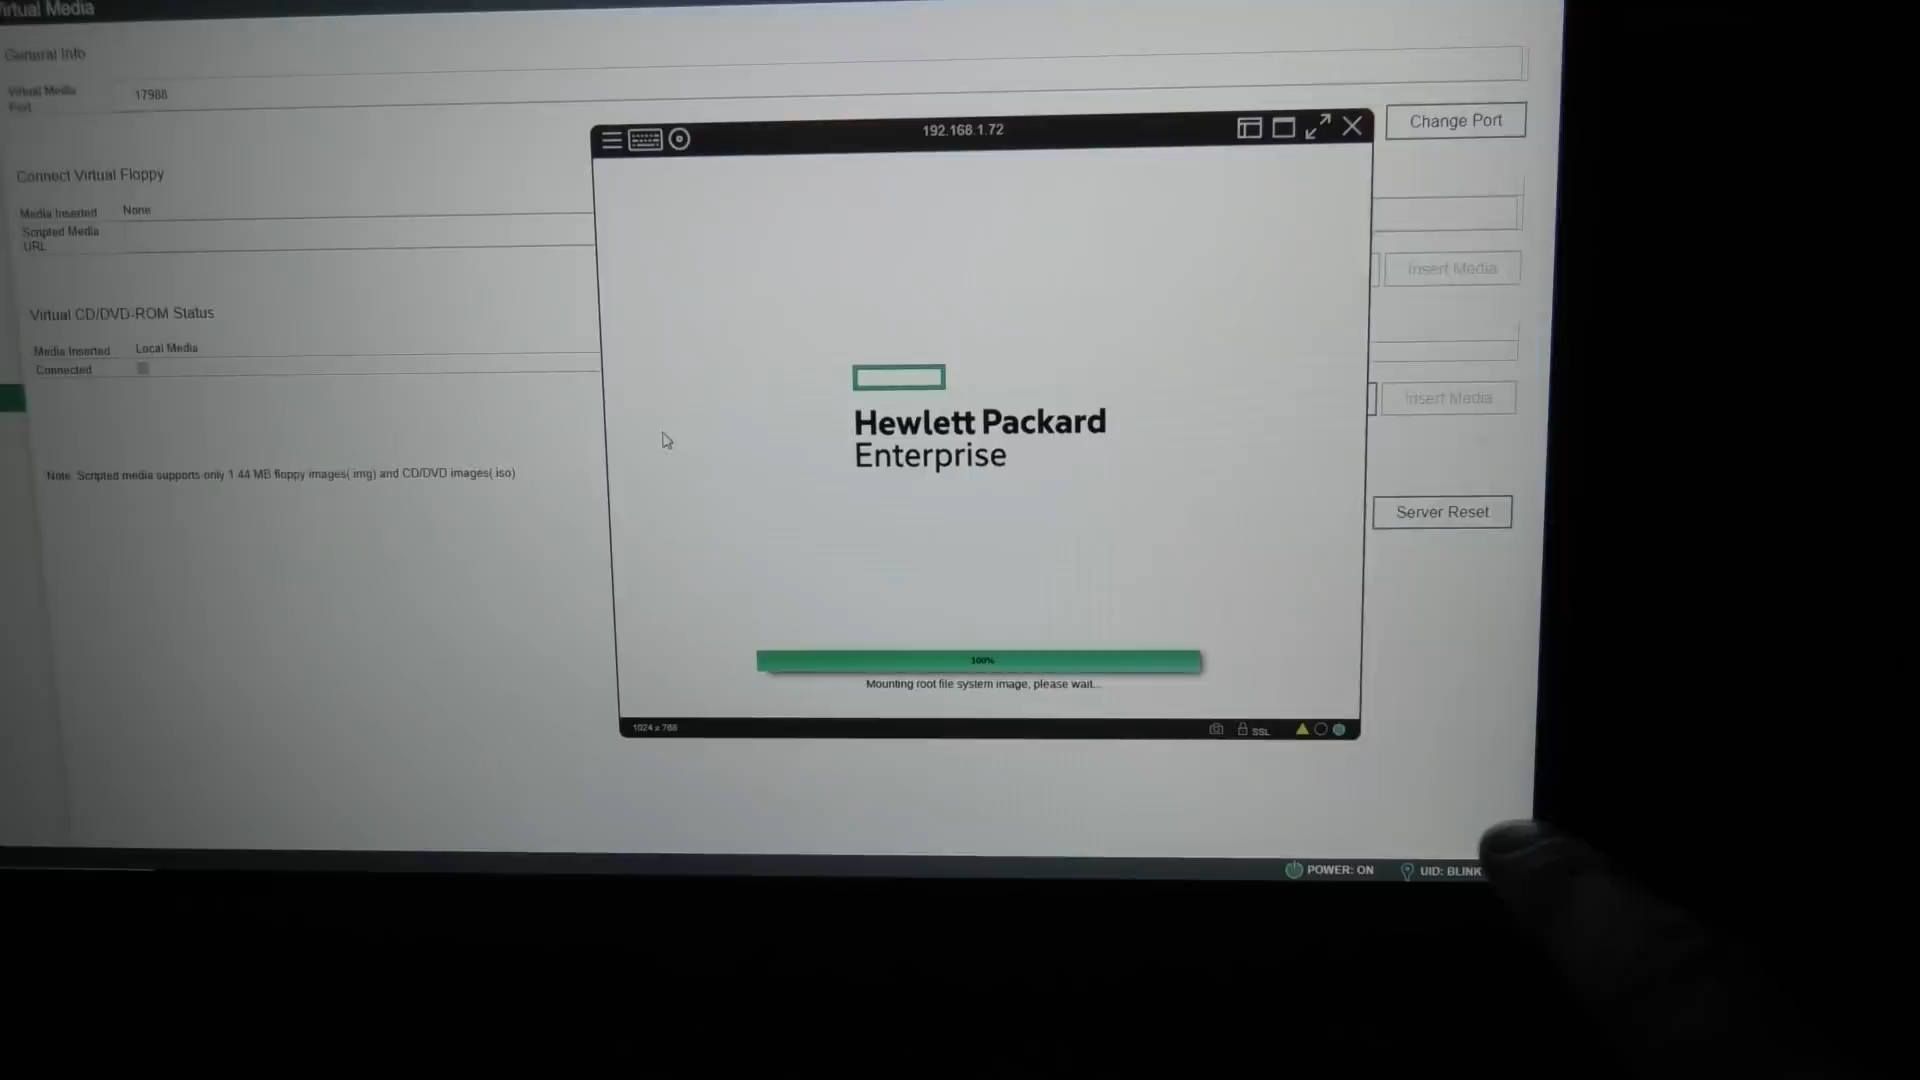 Virtual Media
General Info
Virtual Media Port
17988
Change Port
192.168.1.72
Connect Virtual Floppy
Media Inserted
None
Scripted Media URL
Insert Media
Virtual CD/DVD-ROM Status
Media Inserted
Local Media
Connected
Insert Media
Hewlett Packard
Enterprise
Note: Scripted media supports only 1.44 MB floppy images(.img) and CD/DVD images(.iso)
Server Reset
100%
Mounting root file system image, please wait...
1024 x 768
SSL
POWER: ON
UID: BLINK